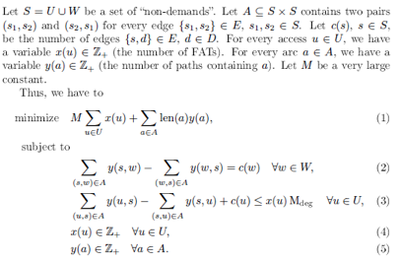 Let S = U ∪ W be a set of "non-demands". Let A ⊆ S × S contains two pairs
(s₁, s₂) and (s₂, s₁) for every edge {s₁, s₂} ∈ E, s₁, s₂ ∈ S. Let c(s), s ∈ S,
be the number of edges {s, d} ∈ E, d ∈ D. For every access u ∈ U, we have
a variable x(u) ∈ ℤ₊ (the number of FATs). For every arc a ∈ A, we have a
variable y(a) ∈ ℤ₊ (the number of paths containing a). Let M be a very large
constant.
Thus, we have to
minimize M ∑_{u∈U} x(u) + ∑_{a∈A} len(a)y(a), (1)
subject to
∑_{(s,w)∈A} y(s, w) − ∑_{(w,s)∈A} y(w, s) = c(w) ∀w ∈ W, (2)
∑_{(u,s)∈A} y(u, s) − ∑_{(s,u)∈A} y(s, u) + c(u) ≤ x(u) M_deg ∀u ∈ U, (3)
x(u) ∈ ℤ₊ ∀u ∈ U, (4)
y(a) ∈ ℤ₊ ∀a ∈ A. (5)